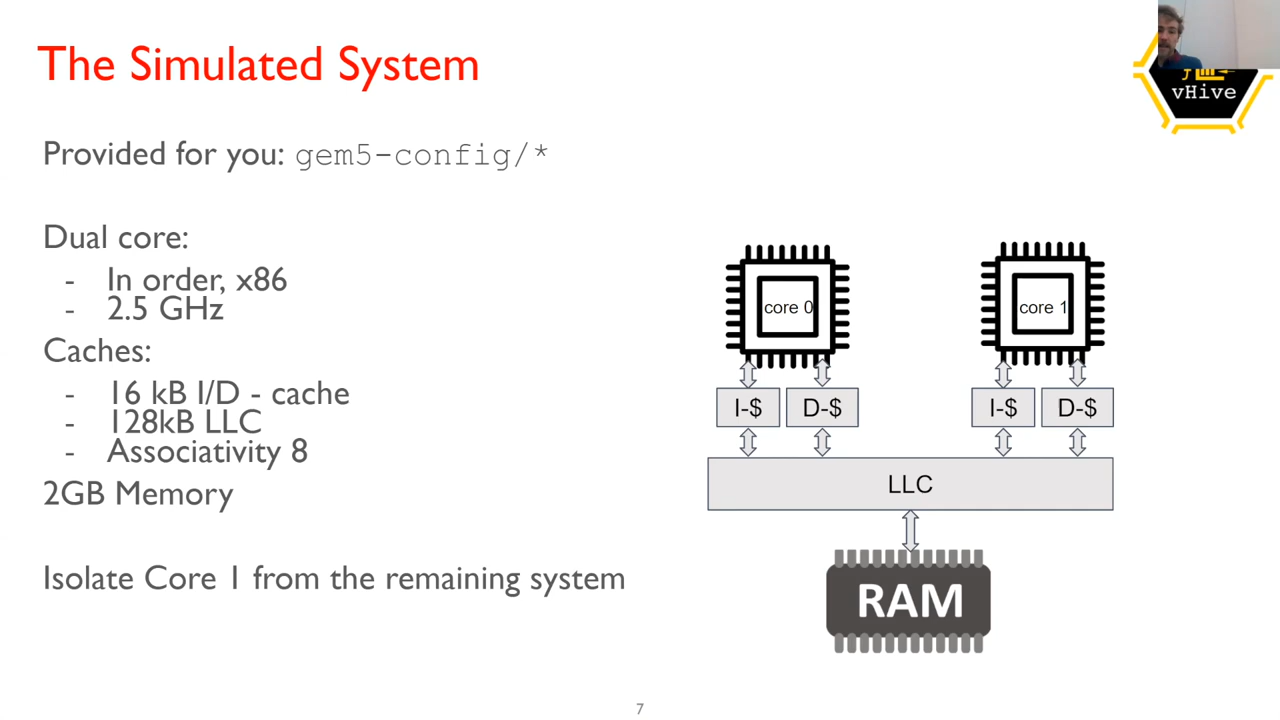 The Simulated System
vHive
Provided for you: gem5-config/*
Dual core:
- In order, x86
- 2.5 GHz
Caches:
- 16 kB I/D - cache
- 128kB LLC
- Associativity 8
2GB Memory
Isolate Core 1 from the remaining system
core 0
core 1
I-$
D-$
I-$
D-$
LLC
RAM
7